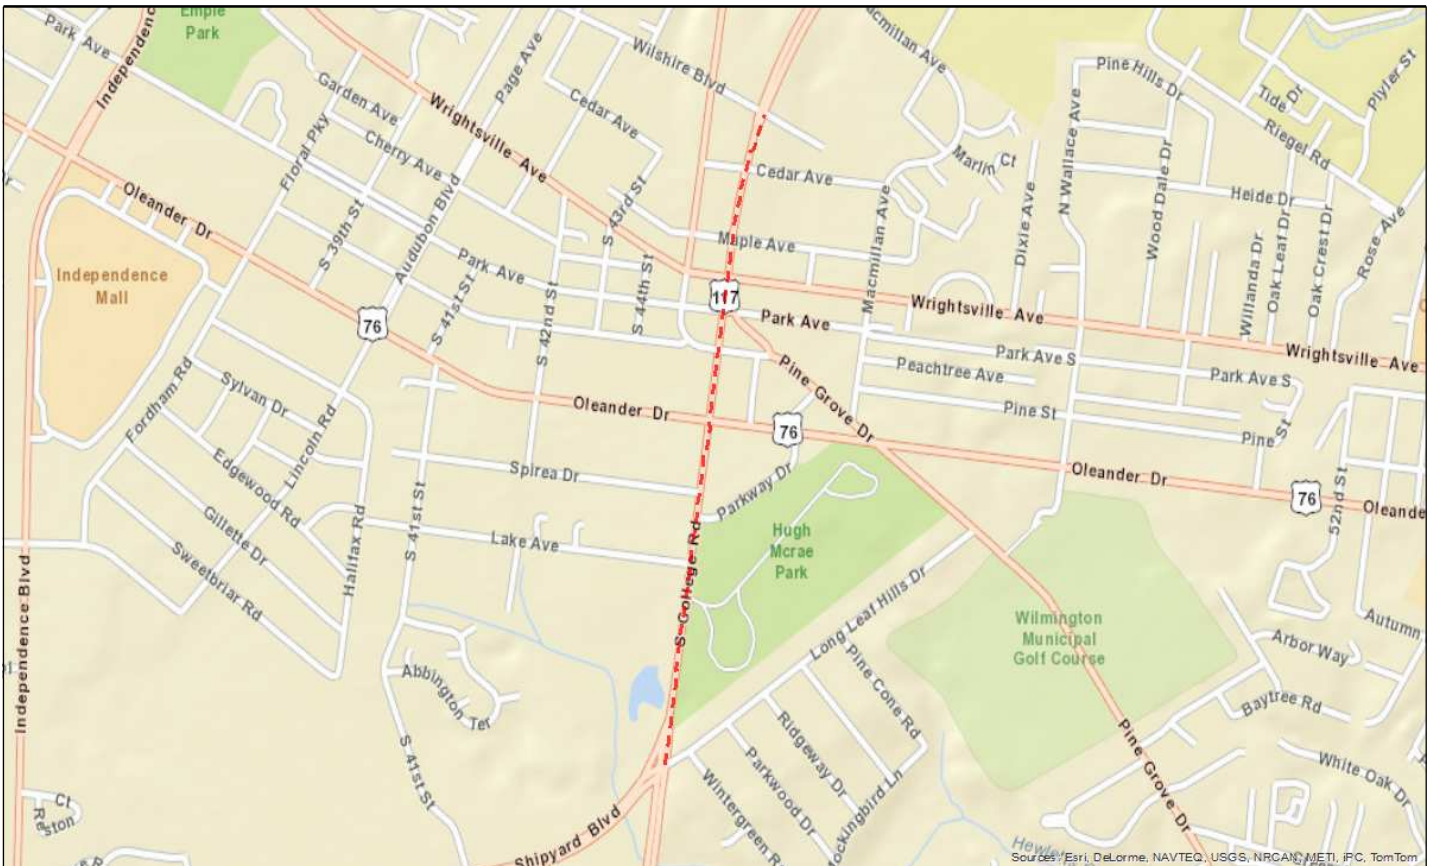 Emple
Park
Park Ave
Independenc
Wilshire Blvd
Page Ave
Garden Ave
Wrightsville Ave
Cedar Ave
Cherry Ave
Floral Pky
Macmillan Ave
Pine Hills Dr
Plyler St
Tide Dr
Riegel Rd
Marlin Ct
N Wallace Ave
Wood Dale Dr
Heide Dr
Cedar Ave
Oleander Dr
Audubon Blvd
S 39th St
S 43rd St
Maple Ave
Macmillan Ave
Dixie Ave
Willanda Dr
Oak Leaf Dr
Oak Crest Dr
Rose Ave
Independence
Mall
Park Ave
S 41st St
S 42nd St
S 44th St
117
76
Park Ave
Wrightsville Ave
Wrightsville Ave
Park Ave S
Park Ave S
Peachtree Ave
Pine Grove Dr
Pine St
Pine St
Fordham Rd
Sylvan Dr
Lincoln Rd
Oleander Dr
76
Oleander Dr
76
Oleande
Edgewood Rd
Spirea Dr
Parkway Dr
52nd St
Gillette Dr
Halifax Rd
S 41st St
Lake Ave
Hugh
Mcrae
Park
Sweetbriar Rd
S College Rd
Long Leaf Hills Dr
Wilmington
Municipal
Golf Course
Autumn
Arbor Way
Baytree Rd
Independence Blvd
Abbington Ter
Pine Cone Rd
Ridgeway Dr
Parkwood Dr
Wintergreen R
ockingbird Ln
Pine Grove Dr
White Oak Dr
S 41st St
Shipyard Blvd
Reston Ct
Hewle
Sources: Esri, DeLorme, NAVTEQ, USGS, NRCAN, METI, iPC, TomTom